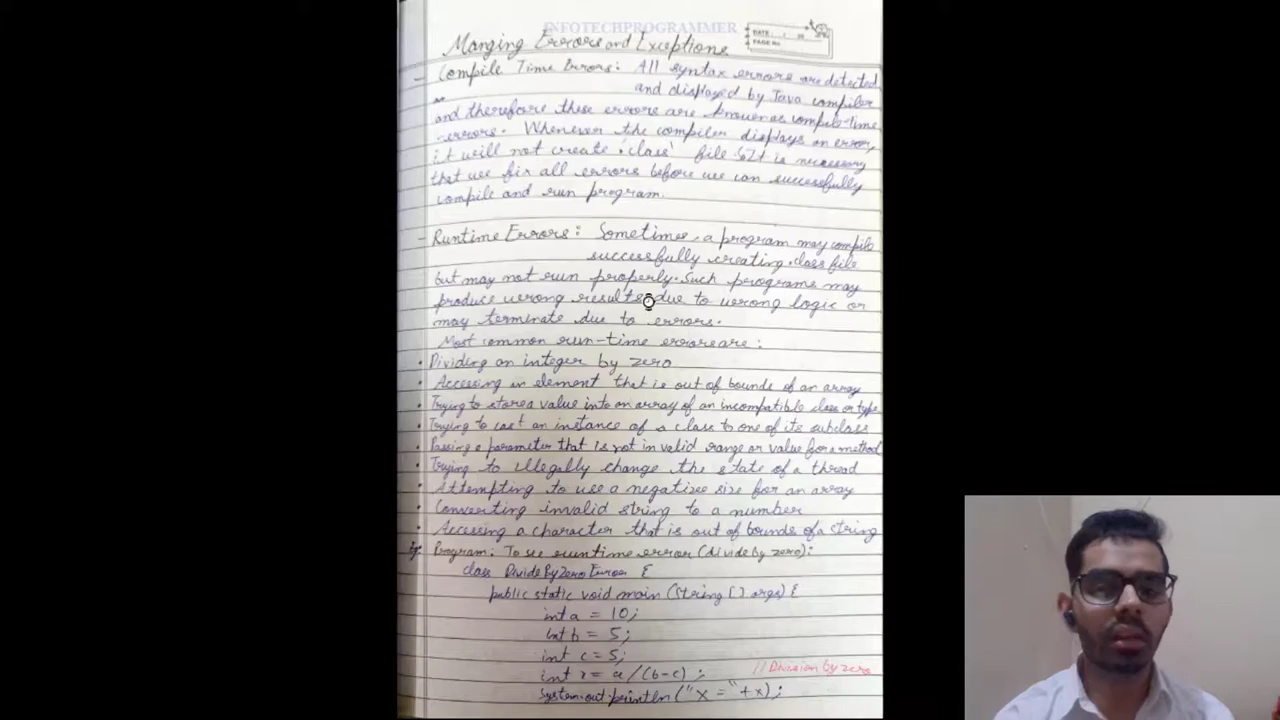 INFOTECHPROGRAMMER
DATE: / 20
PAGE No.
Manging Errors and Exceptions
- Compile Time Errors: All syntax errors are detected
and displayed by Java compiler
and therefore these errors are known as compile-time
errors. Whenever the compiler displays an error,
it will not create '.class' file. So It is necessary
that we fix all errors before we can successfully
compile and run program.
- Runtime Errors: Sometimes, a program may compile
successfully creating .class file
but may not run properly. Such programs may
produce wrong results due to wrong logic or
may terminate due to errors.
Most common run-time errors are:
• Dividing an integer by zero
• Accessing an element that is out of bounds of an array
• Trying to store a value into an array of an incompatible class or type
• Trying to cast an instance of a class to one of its subclass
• Passing a parameter that is not in valid range or value for a method
• Trying to illegally change the state of a thread
• Attempting to use a negative size for an array
• Converting invalid string to a number
• Accessing a character that is out of bounds of a string
Eg: Program: To see runtime error (divide by zero):
class DivideByZeroError {
public static void main (String [] args) {
int a = 10;
int b = 5;
int c = 5;
int x = a/(b-c); //Division by zero
System.out.println("X = "+x);